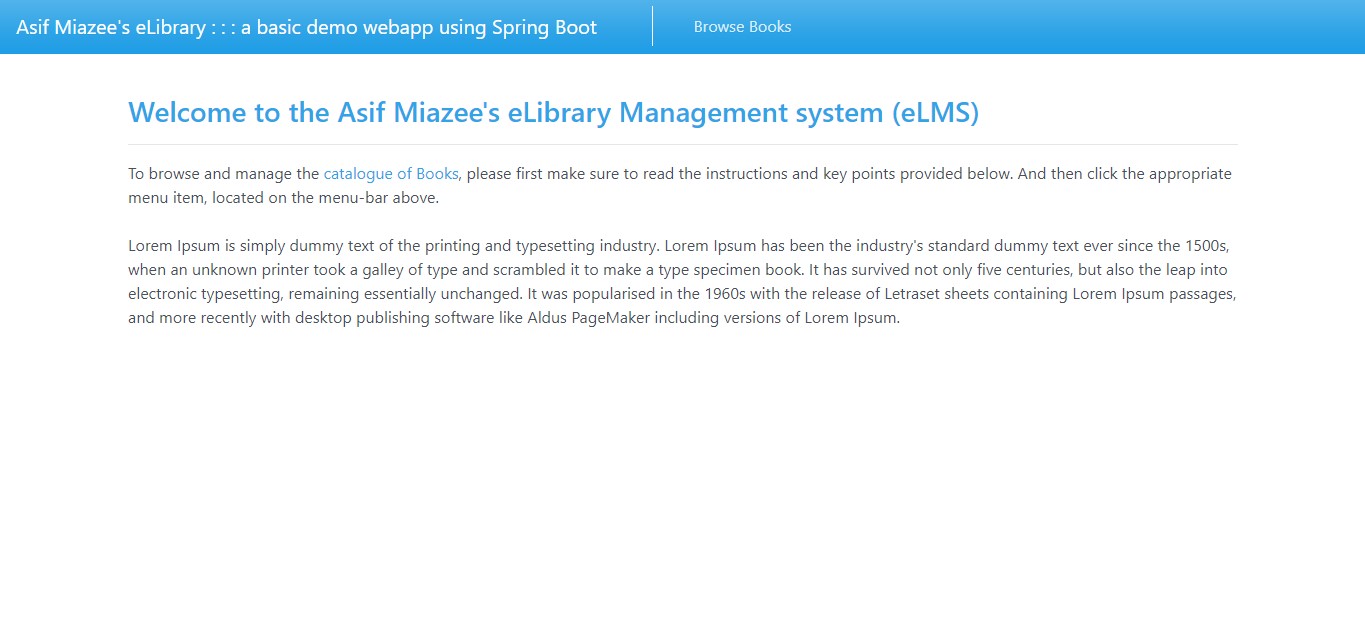 Asif Miazee's eLibrary : : : a basic demo webapp using Spring Boot
Browse Books
Welcome to the Asif Miazee's eLibrary Management system (eLMS)
To browse and manage the catalogue of Books, please first make sure to read the instructions and key points provided below. And then click the appropriate
menu item, located on the menu-bar above.
Lorem Ipsum is simply dummy text of the printing and typesetting industry. Lorem Ipsum has been the industry's standard dummy text ever since the 1500s,
when an unknown printer took a galley of type and scrambled it to make a type specimen book. It has survived not only five centuries, but also the leap into
electronic typesetting, remaining essentially unchanged. It was popularised in the 1960s with the release of Letraset sheets containing Lorem Ipsum passages,
and more recently with desktop publishing software like Aldus PageMaker including versions of Lorem Ipsum.